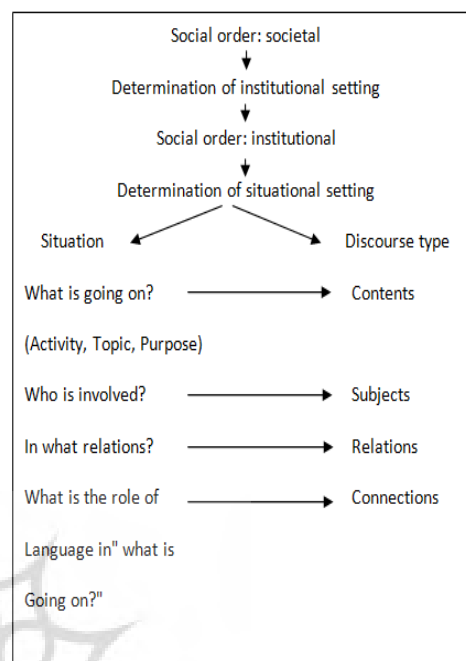 Social order: societal
Determination of institutional setting
Social order: institutional
Determination of situational setting
Situation Discourse type
What is going on? Contents
(Activity, Topic, Purpose)
Who is involved? Subjects
In what relations? Relations
What is the role of Connections
Language in" what is
Going on?"